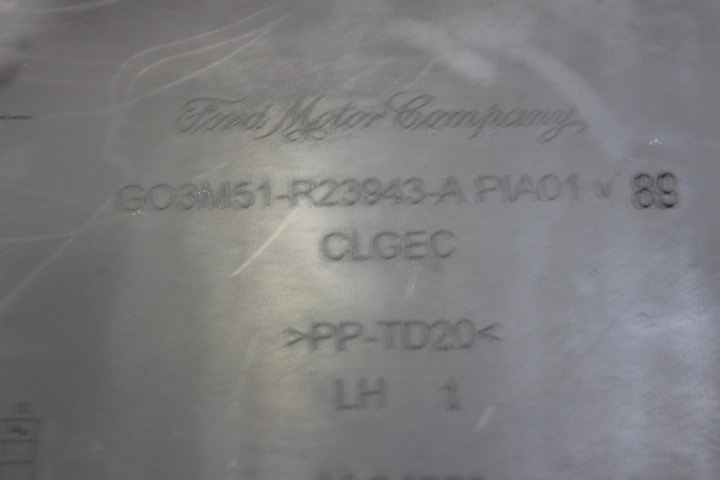 Ford Motor Company
GO3M51-R23943-A PIA01 v 89
CLGEC
>PP-TD20<
LH 1